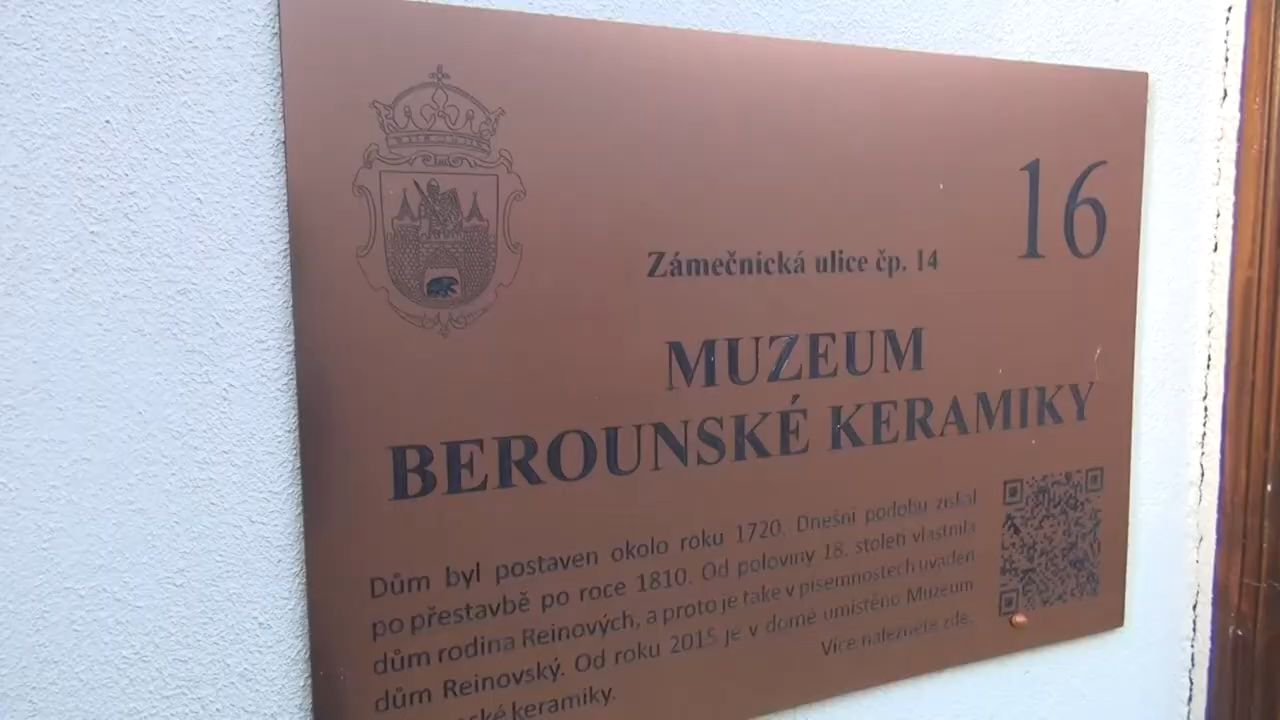 16
Zámečnická ulice čp. 14
MUZEUM
BEROUNSKÉ KERAMIKY
Dům byl postaven okolo roku 1720. Dnešní podobu získal
po přestavbě po roce 1810. Od poloviny 18. století vlastnila
dům rodina Reinových, a proto je také v písemnostech uváděn
dům Reinovský. Od roku 2015 je v domě umístěno Muzeum
keramiky.
Více naleznete zde.